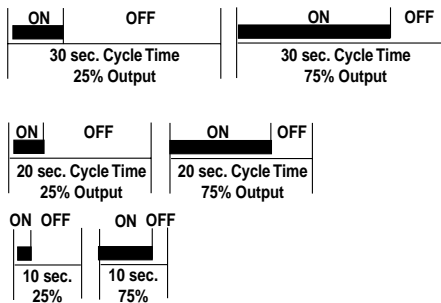 ON OFF ON OFF
30 sec. Cycle Time 30 sec. Cycle Time
25% Output 75% Output
ON OFF ON OFF
20 sec. Cycle Time 20 sec. Cycle Time
25% Output 75% Output
ON OFF ON OFF
10 sec. 10 sec.
25% 75%